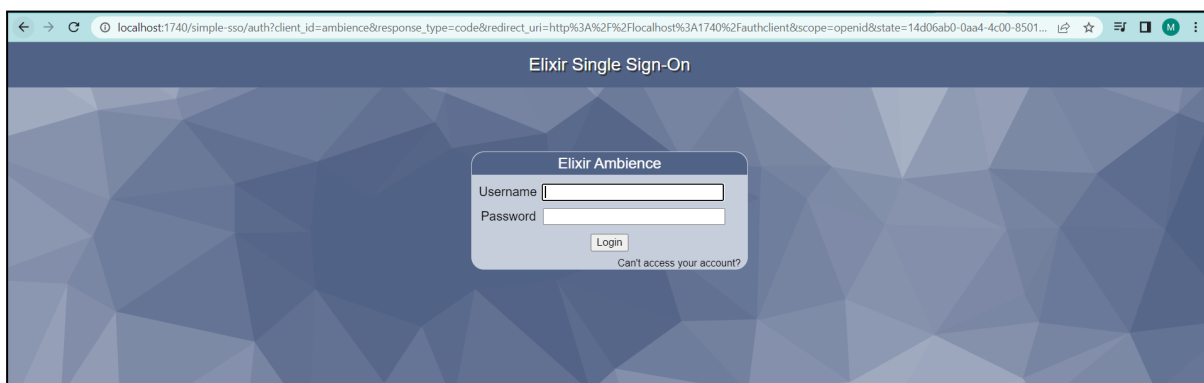 localhost:1740/simple-sso/auth?client_id=ambience&response_type=code&redirect_uri=http%3A%2F%2Flocalhost%3A1740%2Fauthclient&scope=openid&state=14d06ab0-0aa4-4c00-8501...
M
Elixir Single Sign-On
Elixir Ambience
Username
Password
Login
Can't access your account?